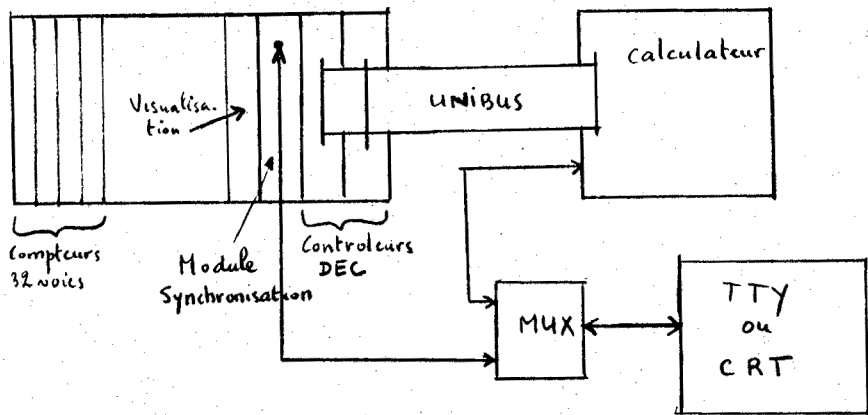 Calculateur
UNIBUS
Visualisa-
tion
Compteurs
32 voies
Module
Synchronisation
Controleurs
DEC
MUX
TTY
ou
CRT